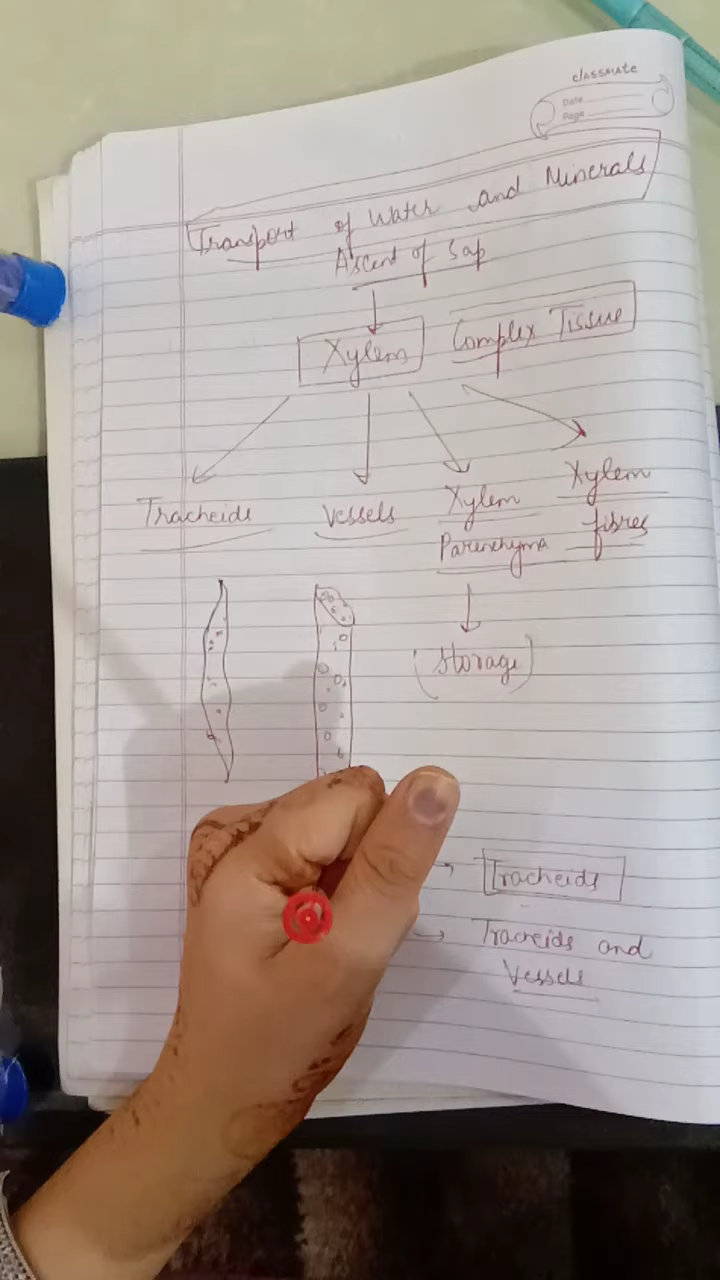 classmate
Date
Page
Transport of Water and Minerals
Ascent of Sap
Xylem Complex Tissue
Tracheids Vessels Xylem Parenchyma Xylem fibres
(Storage)
Tracheids
Tracheids and
Vessels